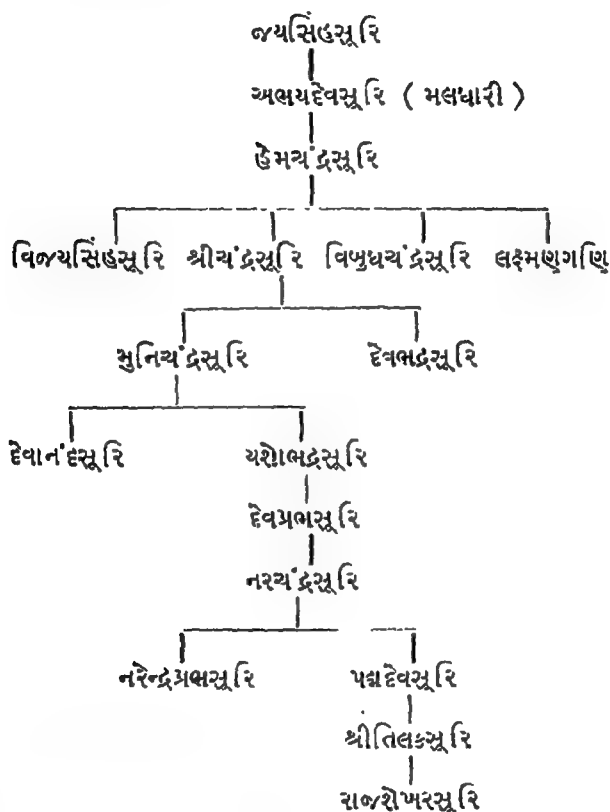 જયસિંહસૂરિ
અભયદેવસૂરિ ( મલધારી )
હેમચંદ્રસૂરિ
વિજયસિંહસૂરિ શ્રીચંદ્રસૂરિ વિબુધચંદ્રસૂરિ લક્ષ્મણગણિ
મુનિચંદ્રસૂરિ દેવભદ્રસૂરિ
દેવાનંદસૂરિ યશોભદ્રસૂરિ
દેવપ્રભસૂરિ
નરચંદ્રસૂરિ
નરેન્દ્રપ્રભસૂરિ પદ્મદેવસૂરિ
શ્રીતિલકસૂરિ
રાજશેખરસૂરિ